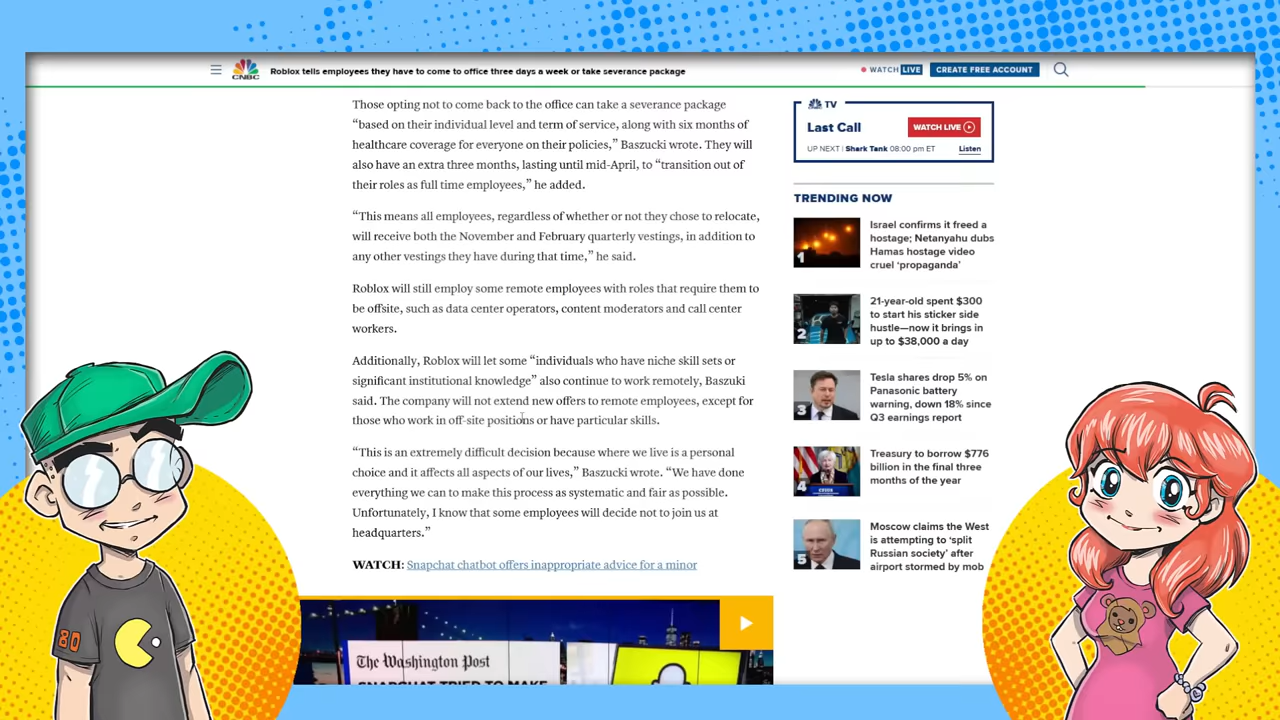 CNBC
Roblox tells employees they have to come to office three days a week or take severance package
WATCH LIVE
CREATE FREE ACCOUNT
Those opting not to come back to the office can take a severance package
“based on their individual level and term of service, along with six months of
healthcare coverage for everyone on their policies,” Baszucki wrote. They will
also have an extra three months, lasting until mid-April, to “transition out of
their roles as full time employees,” he added.
“This means all employees, regardless of whether or not they chose to relocate,
will receive both the November and February quarterly vestings, in addition to
any other vestings they have during that time,” he said.
Roblox will still employ some remote employees with roles that require them to
be offsite, such as data center operators, content moderators and call center
workers.
Additionally, Roblox will let some “individuals who have niche skill sets or
significant institutional knowledge” also continue to work remotely, Baszuki
said. The company will not extend new offers to remote employees, except for
those who work in off-site positions or have particular skills.
“This is an extremely difficult decision because where we live is a personal
choice and it affects all aspects of our lives,” Baszucki wrote. “We have done
everything we can to make this process as systematic and fair as possible.
Unfortunately, I know that some employees will decide not to join us at
headquarters.”
WATCH: Snapchat chatbot offers inappropriate advice for a minor
The Washington Post
SNAPCHAT TRIED TO MAKE
TV
Last Call
WATCH LIVE
UP NEXT | Shark Tank 08:00 pm ET
Listen
TRENDING NOW
1
Israel confirms it freed a
hostage; Netanyahu dubs
Hamas hostage video
cruel ‘propaganda’
2
21-year-old spent $300
to start his sticker side
hustle—now it brings in
up to $38,000 a day
3
Tesla shares drop 5% on
Panasonic battery
warning, down 18% since
Q3 earnings report
4
Treasury to borrow $776
billion in the final three
months of the year
5
Moscow claims the West
is attempting to ‘split
Russian society’ after
airport stormed by mob
80